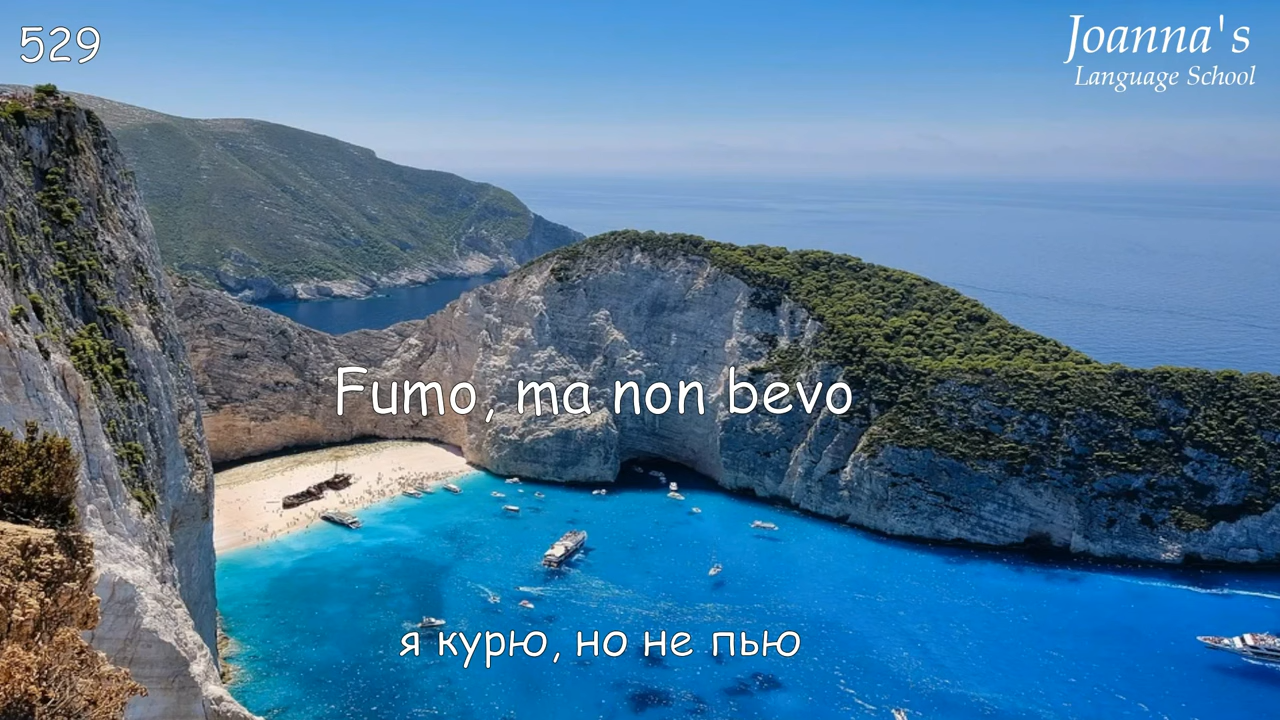 529
Joanna's
Language School
Fumo, ma non bevo
я курю, но не пью